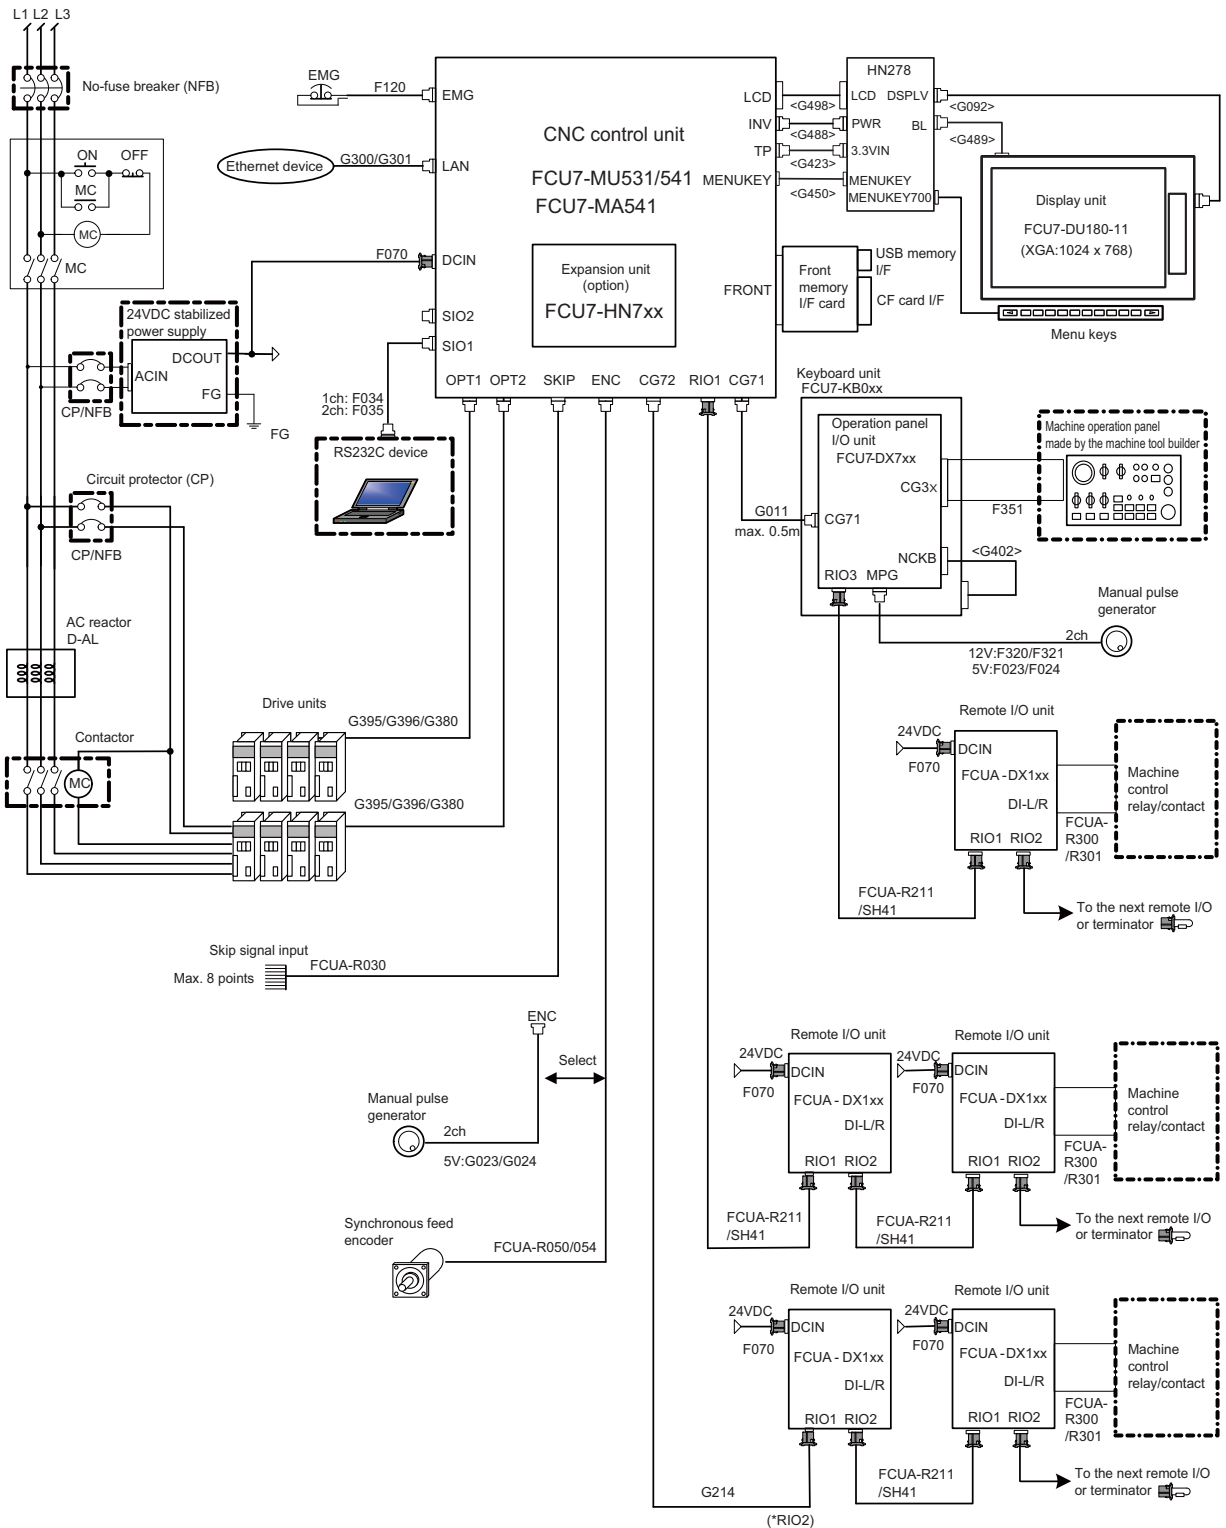 L1 L2 L3
No-fuse breaker (NFB)
ON OFF
MC
MC
MC
24VDC stabilized
power supply
DCOUT
ACIN
FG
FG
CP/NFB
Circuit protector (CP)
CP/NFB
AC reactor
D-AL
Contactor
MC
Drive units
G395/G396/G380
G395/G396/G380
EMG
F120
Ethernet device
G300/G301
F070
1ch: F034
2ch: F035
RS232C device
EMG
LAN
DCIN
SIO2
SIO1
CNC control unit
FCU7-MU531/541
FCU7-MA541
Expansion unit
(option)
FCU7-HN7xx
LCD
INV
TP
MENUKEY
FRONT
OPT1 OPT2 SKIP ENC CG72 RIO1 CG71
<G498>
<G488>
<G423>
<G450>
HN278
LCD DSPLV
PWR
BL
3.3VIN
MENUKEY
MENUKEY700
<G092>
<G489>
Display unit
FCU7-DU180-11
(XGA:1024 x 768)
Menu keys
Front
memory
I/F card
USB memory
I/F
CF card I/F
Keyboard unit
FCU7-KB0xx
Operation panel
I/O unit
FCU7-DX7xx
CG3x
CG71
NCKB
RIO3 MPG
G011
max. 0.5m
<G402>
F351
Machine operation panel
made by the machine tool builder
Manual pulse
generator
2ch
12V:F320/F321
5V:F023/F024
Remote I/O unit
24VDC
F070
DCIN
FCUA-DX1xx
DI-L/R
RIO1 RIO2
FCUA-
R300
/R301
Machine
control
relay/contact
FCUA-R211
/SH41
To the next remote I/O
or terminator
Skip signal input
Max. 8 points
FCUA-R030
ENC
Select
Manual pulse
generator
2ch
5V:G023/G024
Synchronous feed
encoder
FCUA-R050/054
Remote I/O unit
24VDC
F070
DCIN
FCUA-DX1xx
DI-L/R
RIO1 RIO2
FCUA-R211
/SH41
Remote I/O unit
24VDC
F070
DCIN
FCUA-DX1xx
DI-L/R
RIO1 RIO2
FCUA-R211
/SH41
FCUA-
R300
/R301
Machine
control
relay/contact
To the next remote I/O
or terminator
Remote I/O unit
24VDC
F070
DCIN
FCUA-DX1xx
DI-L/R
RIO1 RIO2
G214
(*RIO2)
Remote I/O unit
24VDC
F070
DCIN
FCUA-DX1xx
DI-L/R
RIO1 RIO2
FCUA-R211
/SH41
FCUA-
R300
/R301
Machine
control
relay/contact
To the next remote I/O
or terminator